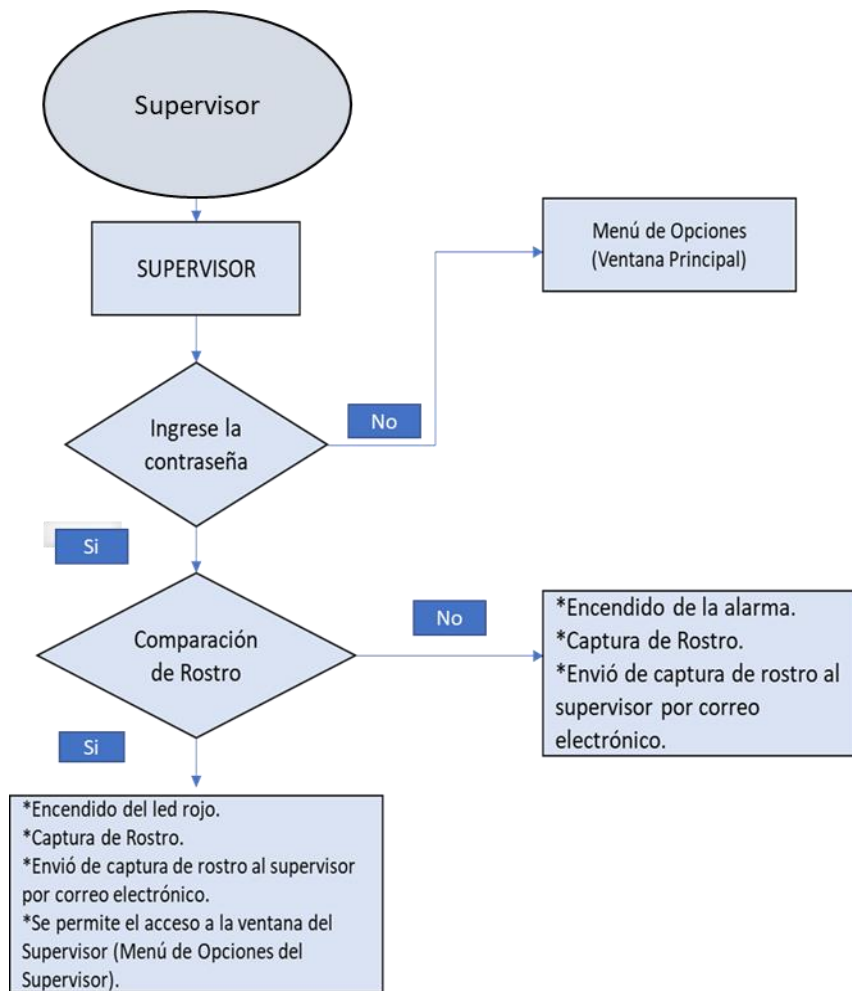 Supervisor
SUPERVISOR
Menú de Opciones
(Ventana Principal)
Ingrese la
contraseña
No
Si
Comparación
de Rostro
No
*Encendido de la alarma.
*Captura de Rostro.
*Envió de captura de rostro al
supervisor por correo
electrónico.
Si
*Encendido del led rojo.
*Captura de Rostro.
*Envió de captura de rostro al supervisor
por correo electrónico.
*Se permite el acceso a la ventana del
Supervisor (Menú de Opciones del
Supervisor).